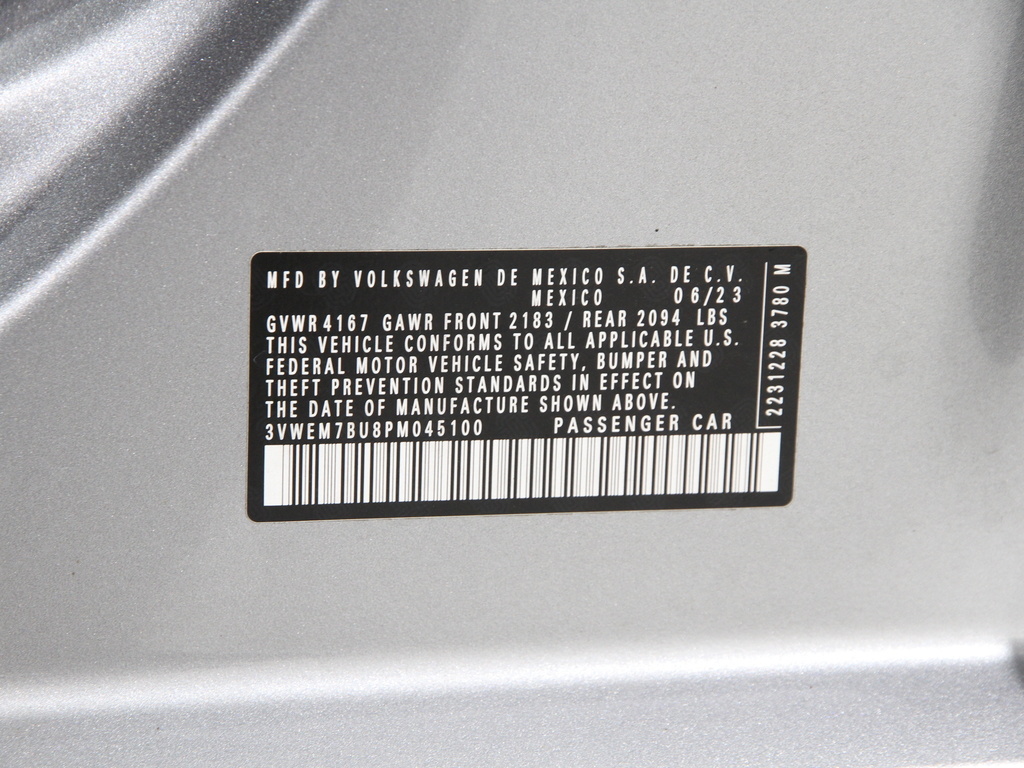 MFD BY VOLKSWAGEN DE MEXICO S.A. DE C.V.
MEXICO 06/23
GVWR 4167 GAWR FRONT 2183 / REAR 2094 LBS
THIS VEHICLE CONFORMS TO ALL APPLICABLE U.S.
FEDERAL MOTOR VEHICLE SAFETY, BUMPER AND
THEFT PREVENTION STANDARDS IN EFFECT ON
THE DATE OF MANUFACTURE SHOWN ABOVE.
3VWEM7BU8PM045100 PASSENGER CAR
2231228 3780 M